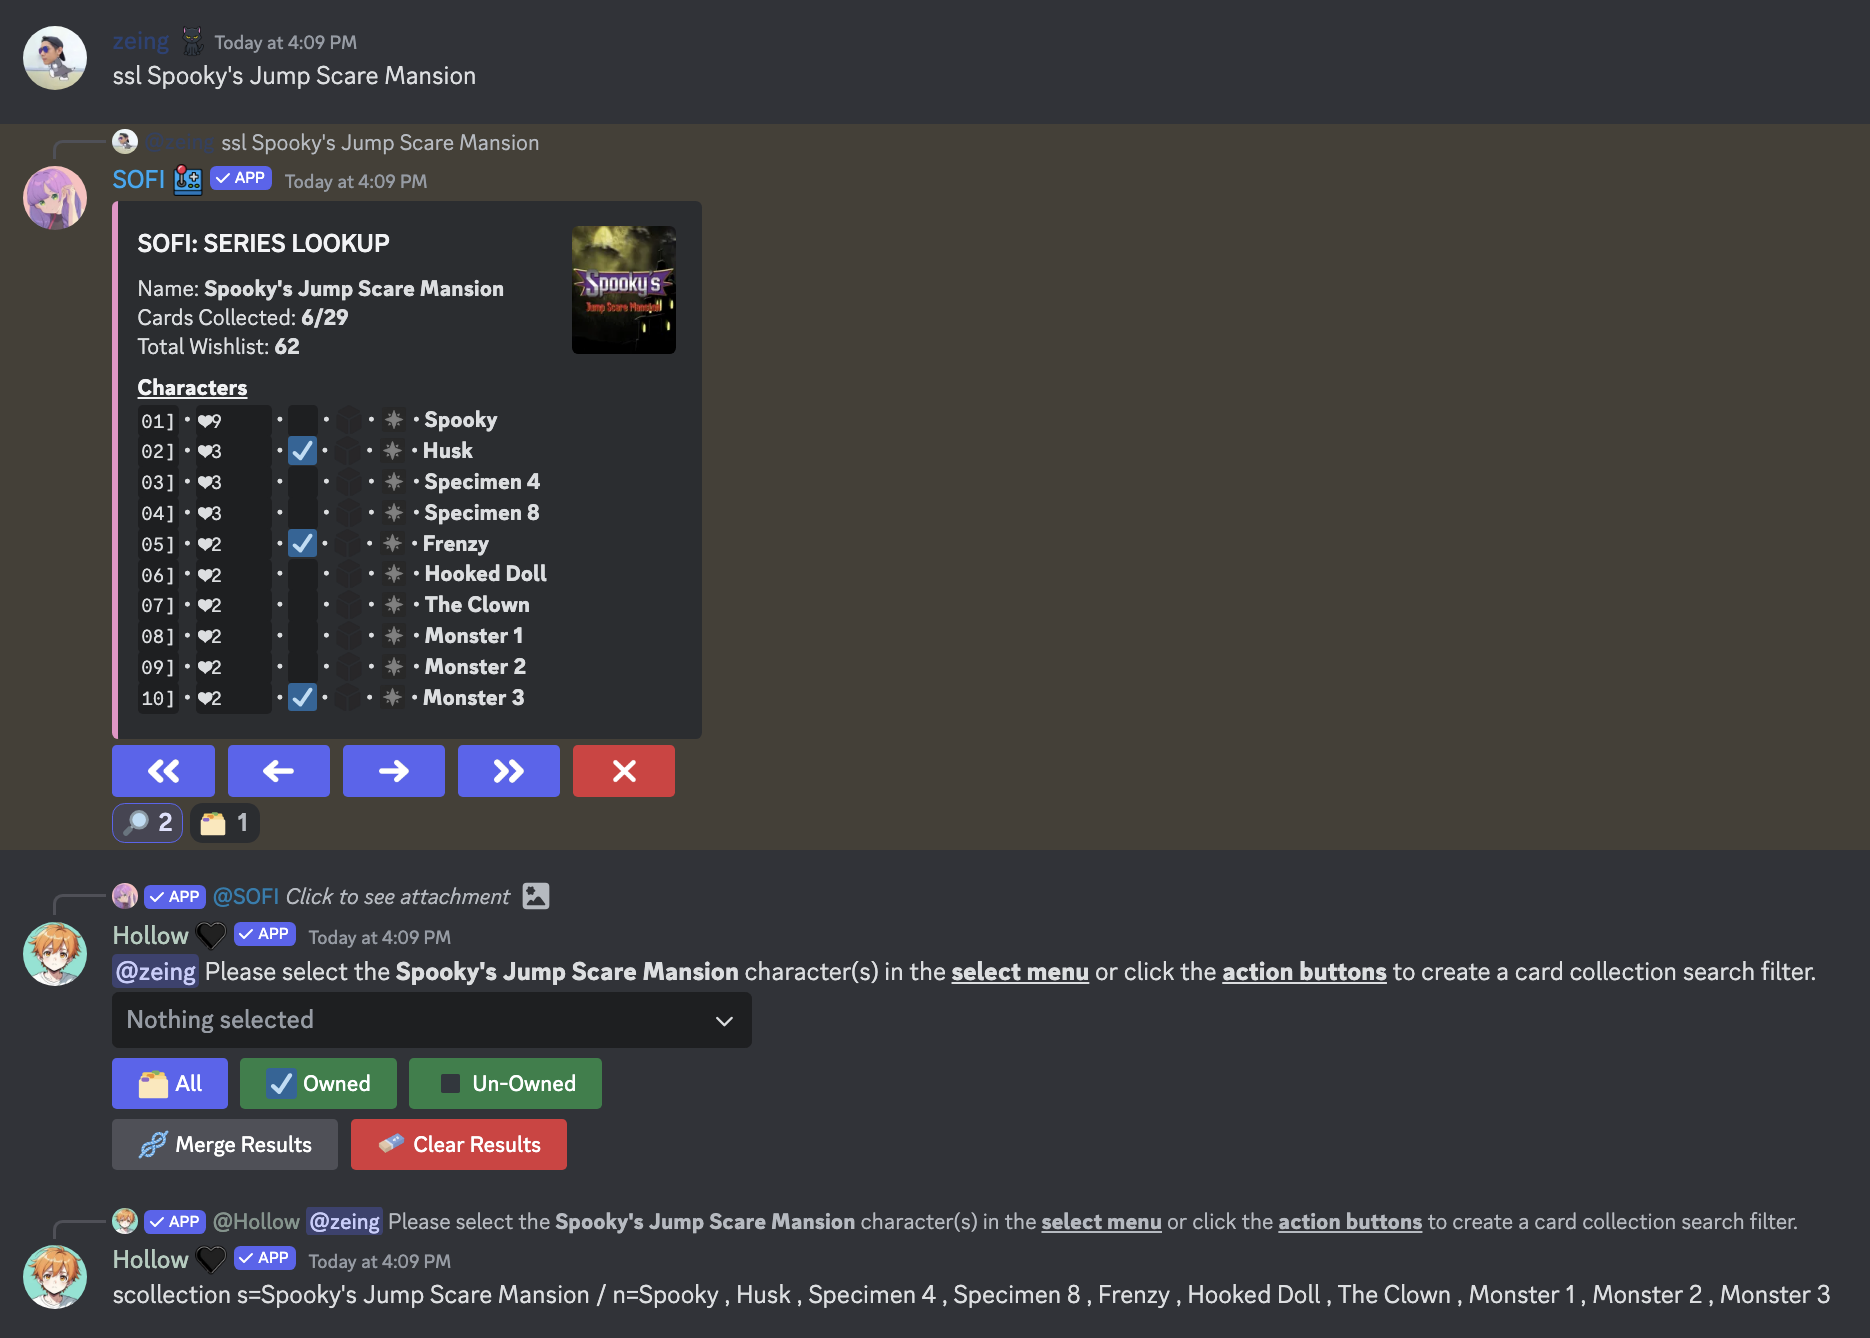 zeing Today at 4:09 PM
ssl Spooky's Jump Scare Mansion
@zeing ssl Spooky's Jump Scare Mansion
SOFI APP Today at 4:09 PM
SOFI: SERIES LOOKUP
Name: Spooky's Jump Scare Mansion
Cards Collected: 6/29
Total Wishlist: 62
Spooky's
Jump Scare Mansion
Characters
01] • ♥9 • • • • Spooky
02] • ♥3 • ✓ • • • Husk
03] • ♥3 • • • • Specimen 4
04] • ♥3 • • • • Specimen 8
05] • ♥2 • ✓ • • • Frenzy
06] • ♥2 • • • • Hooked Doll
07] • ♥2 • • • • The Clown
08] • ♥2 • • • • Monster 1
09] • ♥2 • • • • Monster 2
10] • ♥2 • ✓ • • • Monster 3
2 1
APP @SOFI Click to see attachment
Hollow APP Today at 4:09 PM
@zeing Please select the Spooky's Jump Scare Mansion character(s) in the select menu or click the action buttons to create a card collection search filter.
Nothing selected
All Owned Un-Owned
Merge Results Clear Results
APP @Hollow @zeing Please select the Spooky's Jump Scare Mansion character(s) in the select menu or click the action buttons to create a card collection search filter.
Hollow APP Today at 4:09 PM
scollection s=Spooky's Jump Scare Mansion / n=Spooky , Husk , Specimen 4 , Specimen 8 , Frenzy , Hooked Doll , The Clown , Monster 1 , Monster 2 , Monster 3